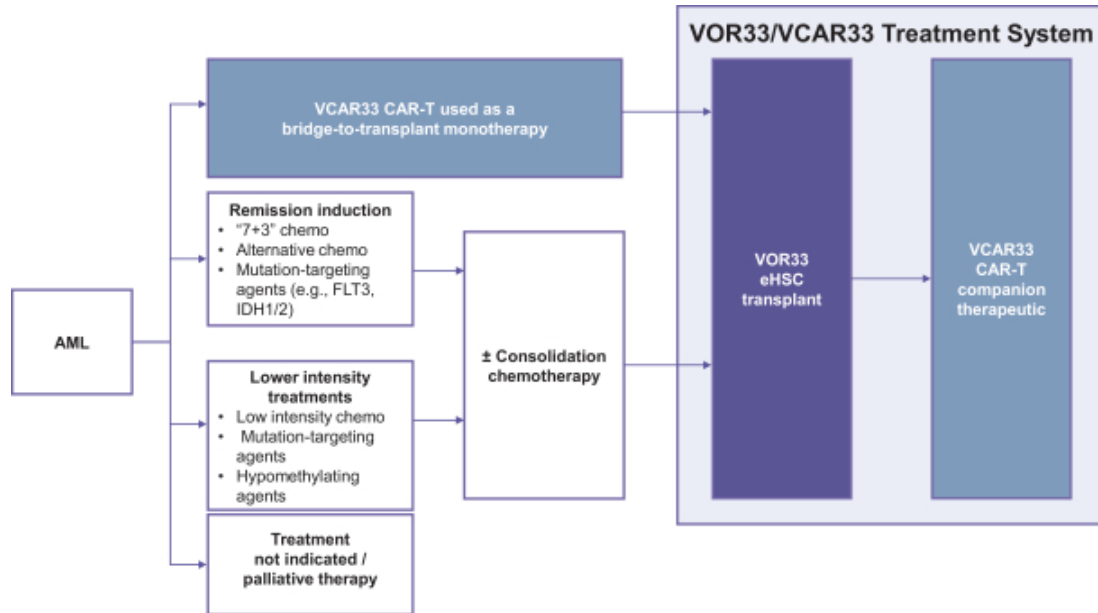 VOR33/VCAR33 Treatment System
VCAR33 CAR-T used as a
bridge-to-transplant monotherapy
Remission induction
• "7+3" chemo
• Alternative chemo
• Mutation-targeting
agents (e.g., FLT3,
IDH1/2)
AML
Lower intensity
treatments
• Low intensity chemo
• Mutation-targeting
agents
• Hypomethylating
agents
Treatment
not indicated /
palliative therapy
± Consolidation
chemotherapy
VOR33
eHSC
transplant
VCAR33
CAR-T
companion
therapeutic